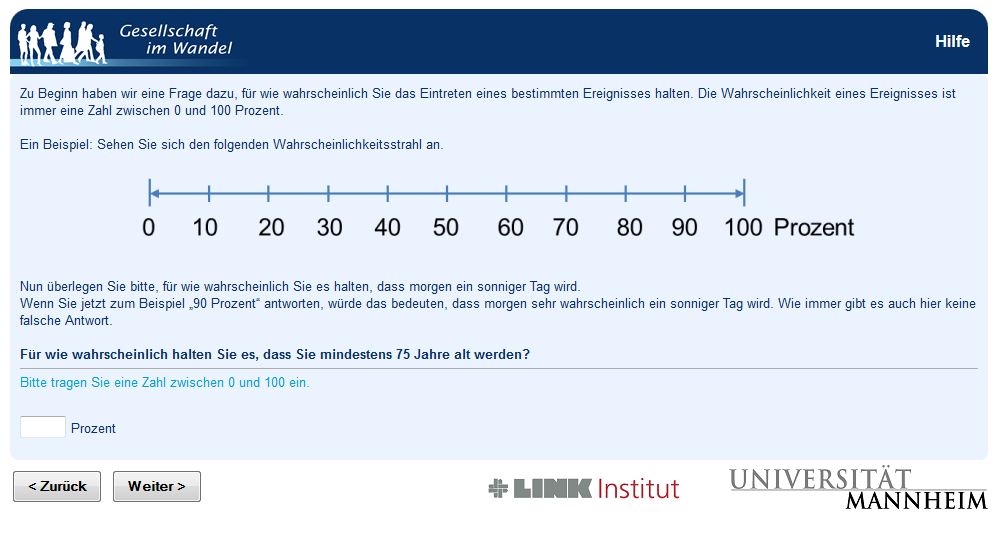 Gesellschaft
im Wandel
Hilfe
Zu Beginn haben wir eine Frage dazu, für wie wahrscheinlich Sie das Eintreten eines bestimmten Ereignisses halten. Die Wahrscheinlichkeit eines Ereignisses ist
immer eine Zahl zwischen 0 und 100 Prozent.
Ein Beispiel: Sehen Sie sich den folgenden Wahrscheinlichkeitsstrahl an.
0 10 20 30 40 50 60 70 80 90 100 Prozent
Nun überlegen Sie bitte, für wie wahrscheinlich Sie es halten, dass morgen ein sonniger Tag wird.
Wenn Sie jetzt zum Beispiel „90 Prozent“ antworten, würde das bedeuten, dass morgen sehr wahrscheinlich ein sonniger Tag wird. Wie immer gibt es auch hier keine
falsche Antwort.
Für wie wahrscheinlich halten Sie es, dass Sie mindestens 75 Jahre alt werden?
Bitte tragen Sie eine Zahl zwischen 0 und 100 ein.
Prozent
< Zurück Weiter >
LINK Institut
UNIVERSITÄT
MANNHEIM